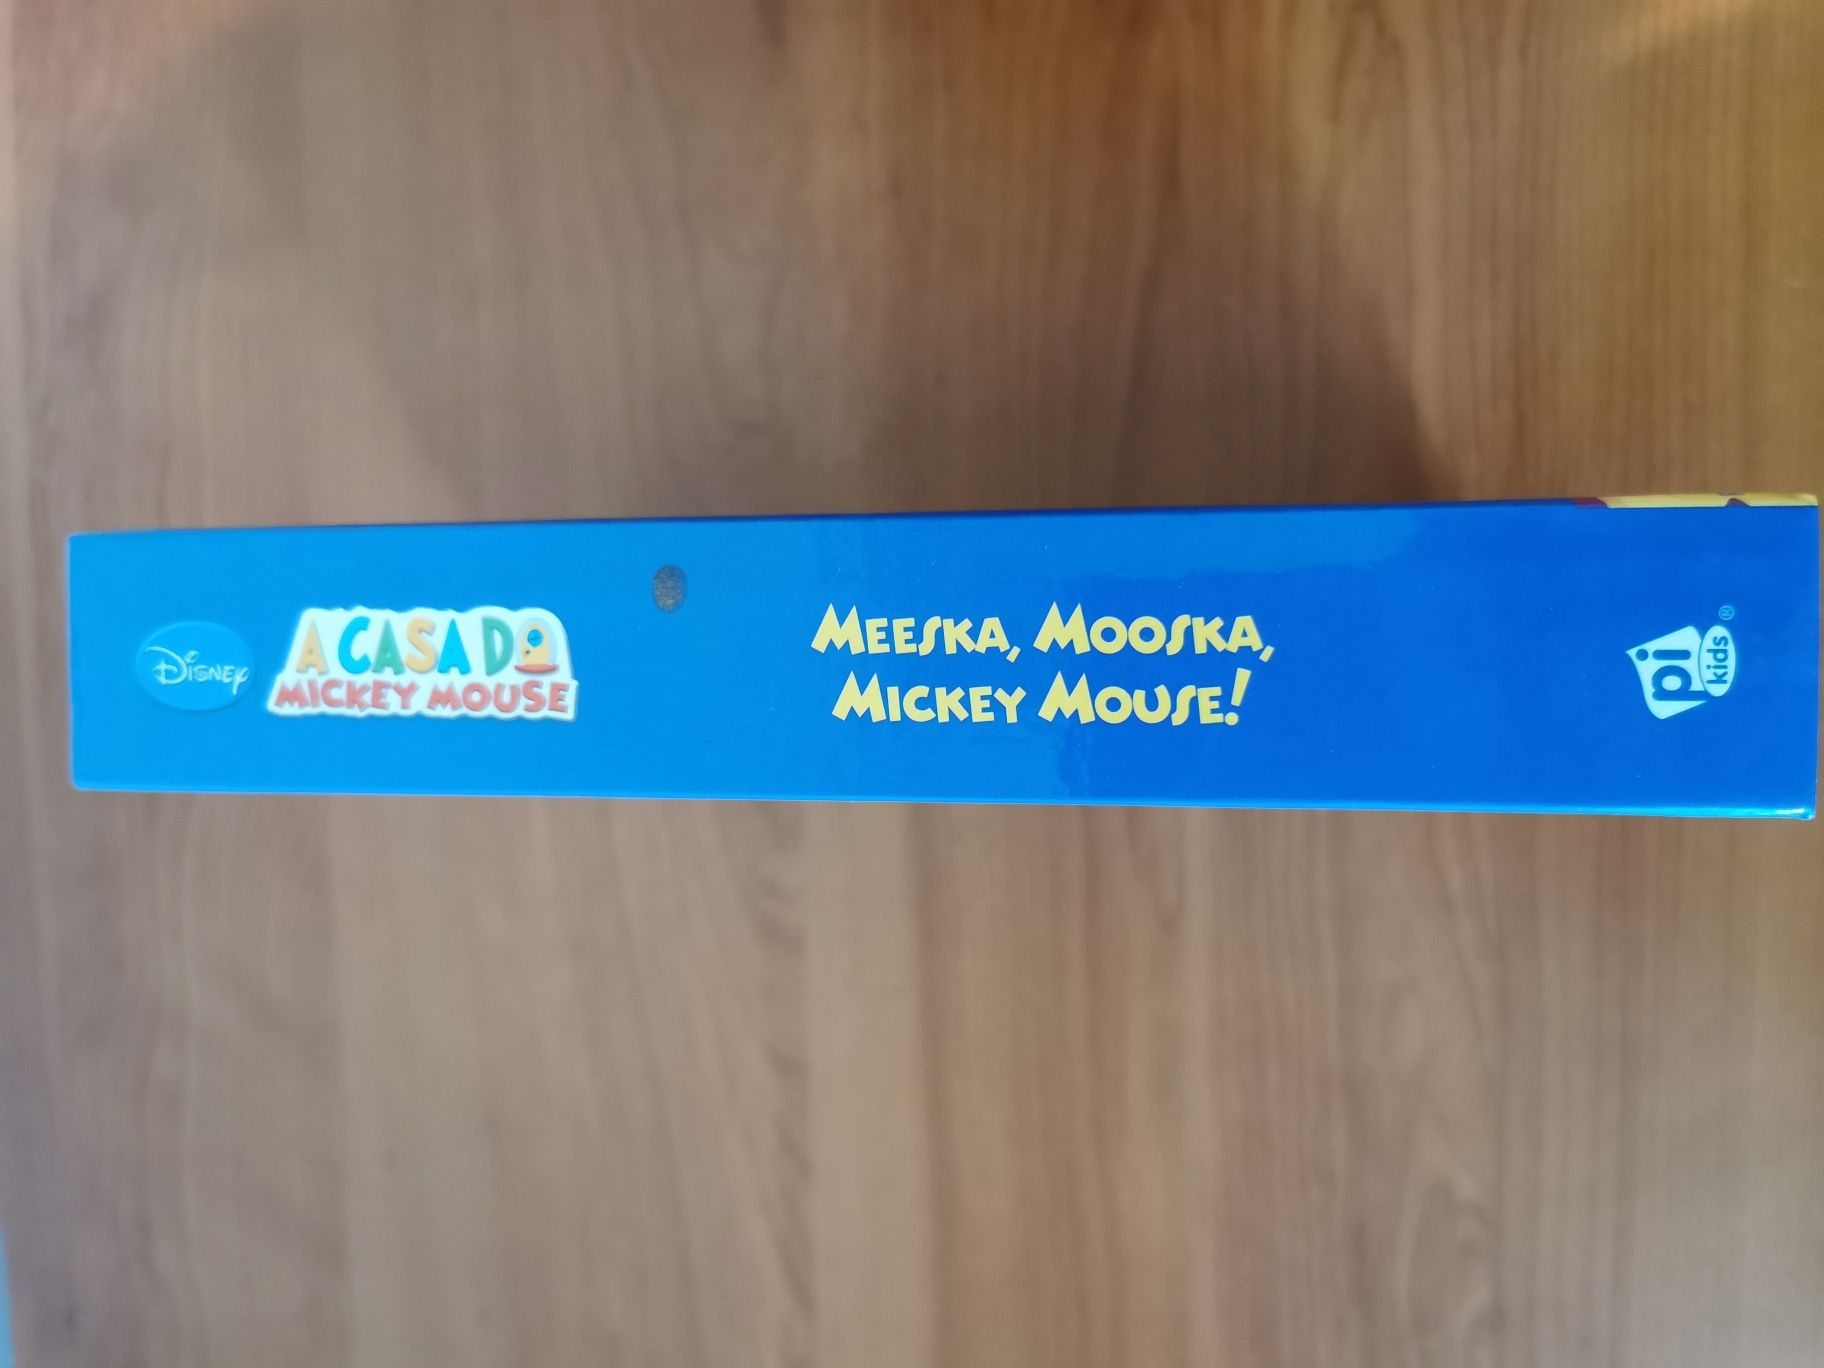 Disney
A CASA DO
MICKEY MOUSE
MEESKA, MOOSKA,
MICKEY MOUSE!
pi
kids®